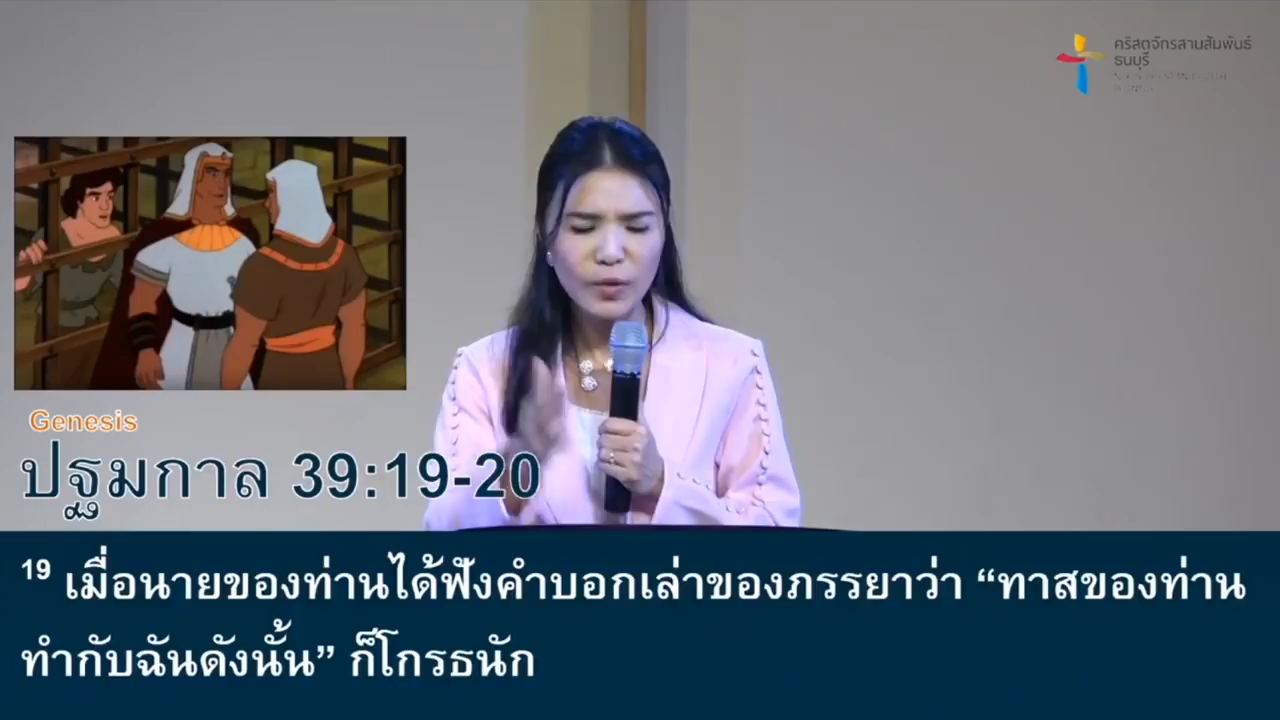 คริสตจักรสานสัมพันธ์
ธนบุรี
Genesis
ปฐมกาล 39:19-20
19 เมื่อนายของท่านได้ฟังคำบอกเล่าของภรรยาว่า “ทาสของท่าน
ทำกับฉันดังนั้น” ก็โกรธนัก